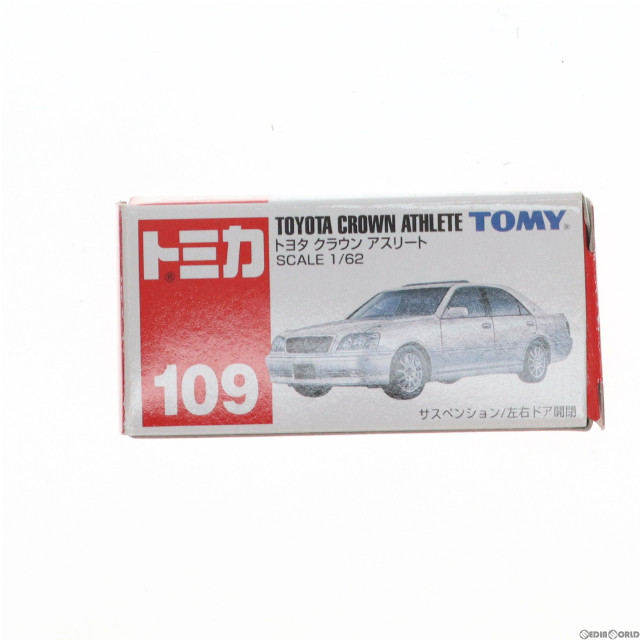 トミカ®
109
TOYOTA CROWN ATHLETE TOMY®
トヨタ クラウン アスリート
SCALE 1/62
サスペンション/左右ドア開閉
©MEDIAWORLD